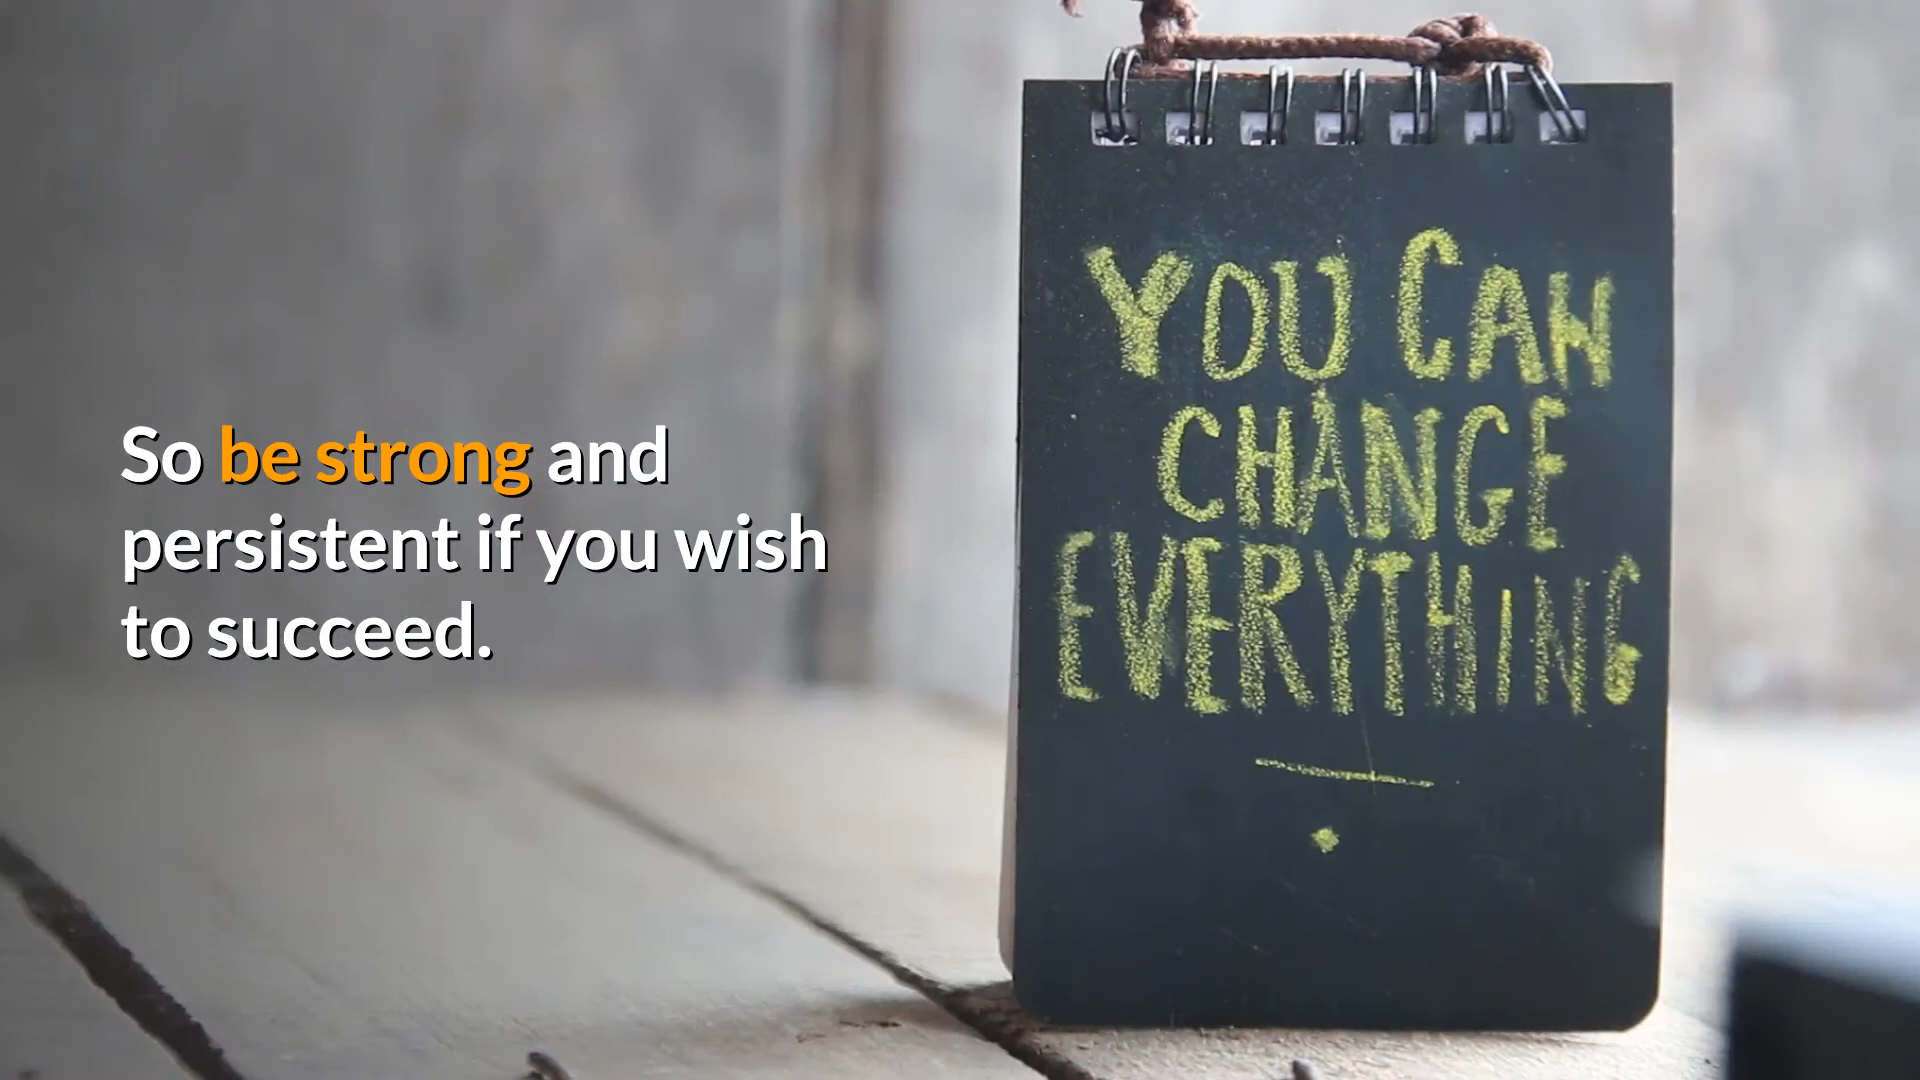 So be strong and
persistent if you wish
to succeed.
YOU CAN
CHANGE
EVERYTHING